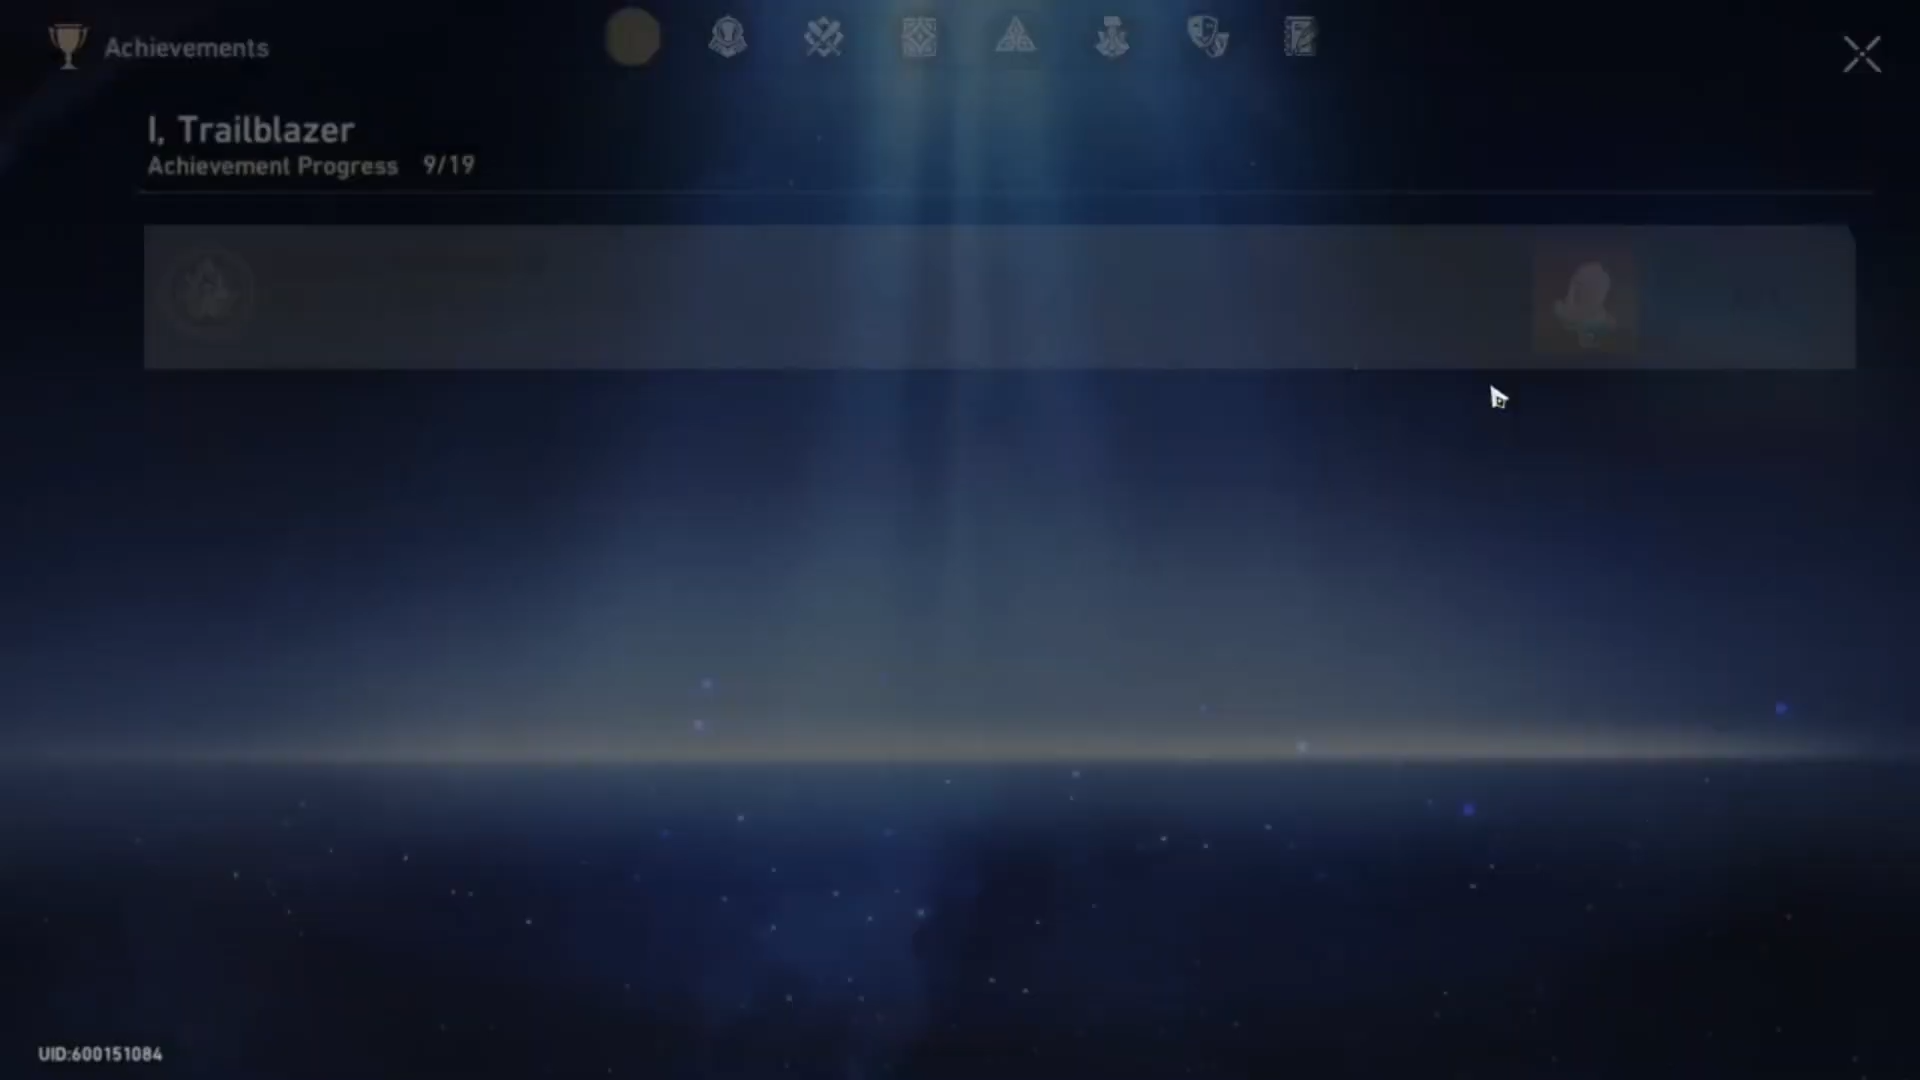 Achievements
I, Trailblazer
Achievement Progress 9/19
UID:600151084